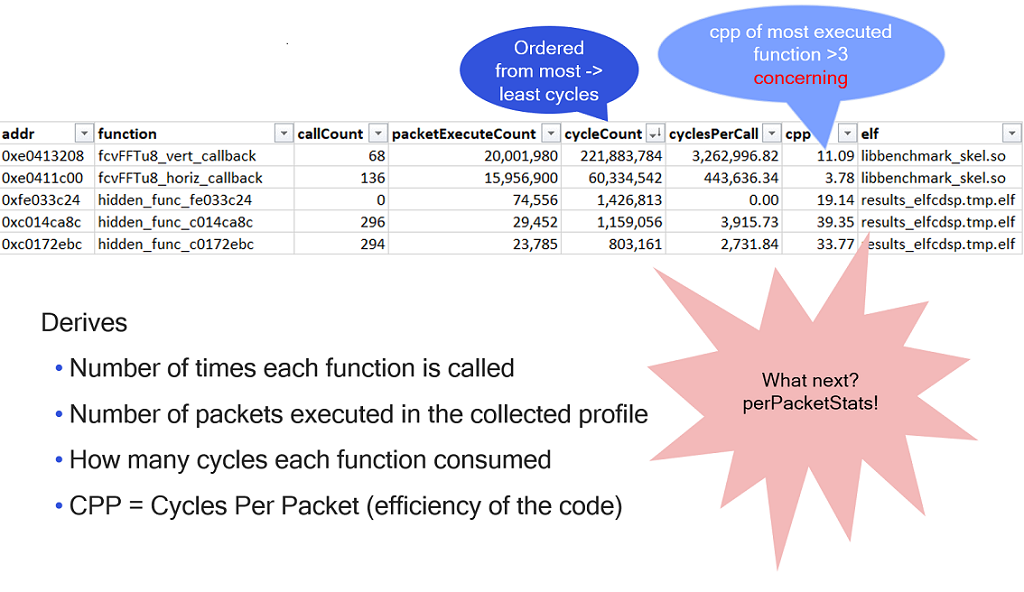 Ordered
from most ->
least cycles
cpp of most executed
function >3
concerning
addr function callCount packetExecuteCount cycleCount cyclesPerCall cpp elf
0xe0413208 fcvFFTu8_vert_callback 68 20,001,980 221,883,784 3,262,996.82 11.09 libbenchmark_skel.so
0xe0411c00 fcvFFTu8_horiz_callback 136 15,956,900 60,334,542 443,636.34 3.78 libbenchmark_skel.so
0xfe033c24 hidden_func_fe033c24 0 74,556 1,426,813 0.00 19.14 results_elfcdsp.tmp.elf
0xc014ca8c hidden_func_c014ca8c 296 29,452 1,159,056 3,915.73 39.35 results_elfcdsp.tmp.elf
0xc0172ebc hidden_func_c0172ebc 294 23,785 803,161 2,731.84 33.77 results_elfcdsp.tmp.elf
Derives
• Number of times each function is called
• Number of packets executed in the collected profile
• How many cycles each function consumed
• CPP = Cycles Per Packet (efficiency of the code)
What next?
perPacketStats!